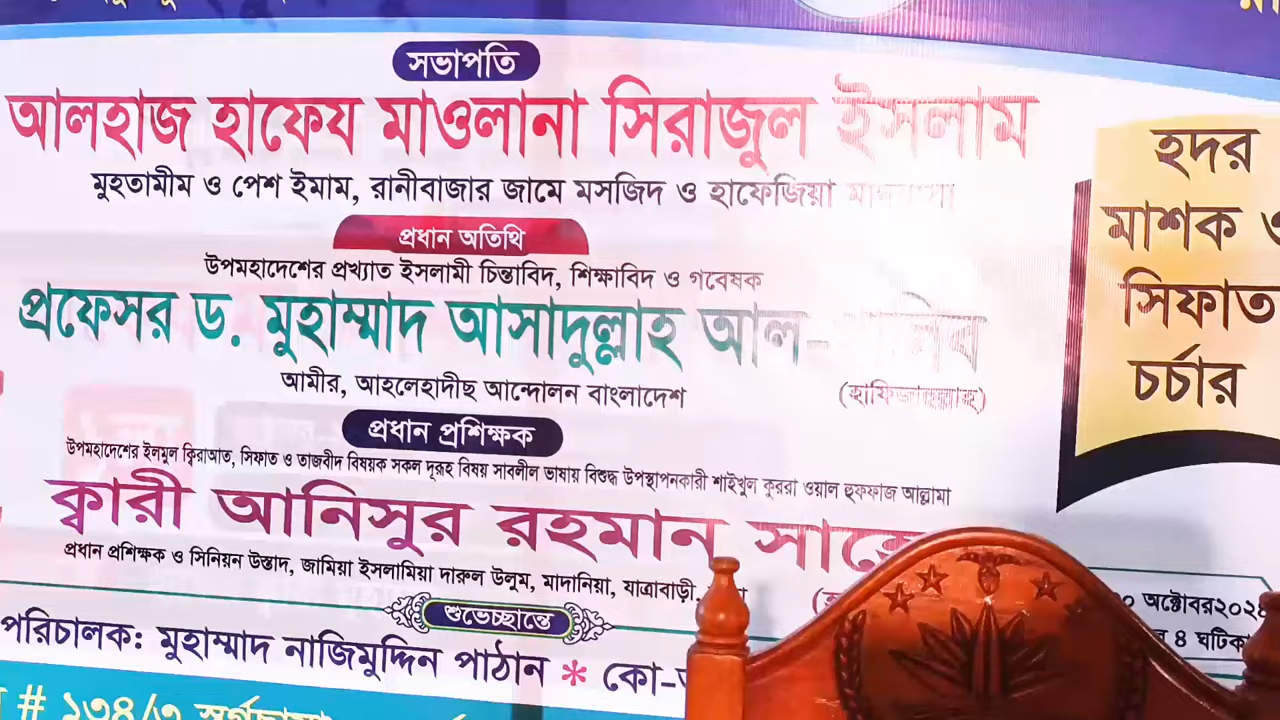 সভাপতি
আলহাজ হাফেয মাওলানা সিরাজুল ইসলাম
মুহতামীম ও পেশ ইমাম, রানীবাজার জামে মসজিদ ও হাফেজিয়া
প্রধান অতিথি
উপমহাদেশের প্রখ্যাত ইসলামী চিন্তাবিদ, শিক্ষাবিদ ও গবেষক
প্রফেসর ড. মুহাম্মাদ আসাদুল্লাহ আল-
আমীর, আহলেহাদীছ আন্দোলন বাংলাদেশ
প্রধান প্রশিক্ষক
উপমহাদেশের ইলমুল ক্বিরাআত, সিফাত ও তাজবীদ বিষয়ক সকল দূরূহ বিষয় সাবলীল ভাষায় বিশুদ্ধ উপস্থাপনকারী শাইখুল কুররা ওয়াল হুফফাজ আল্লামা
ক্বারী আনিসুর রহমান
প্রধান প্রশিক্ষক ও সিনিয়ন উস্তাদ, জামিয়া ইসলামিয়া দারুল উলুম, মাদানিয়া, যাত্রাবাড়ী,
শুভেচ্ছান্তে
পরিচালক: মুহাম্মাদ নাজিমুদ্দিন পাঠান * কো-
# ১৩৪/৩
হদর
মাশক ও
সিফাত
চর্চার
অক্টোবর২০২৪
৪ ঘটিকা